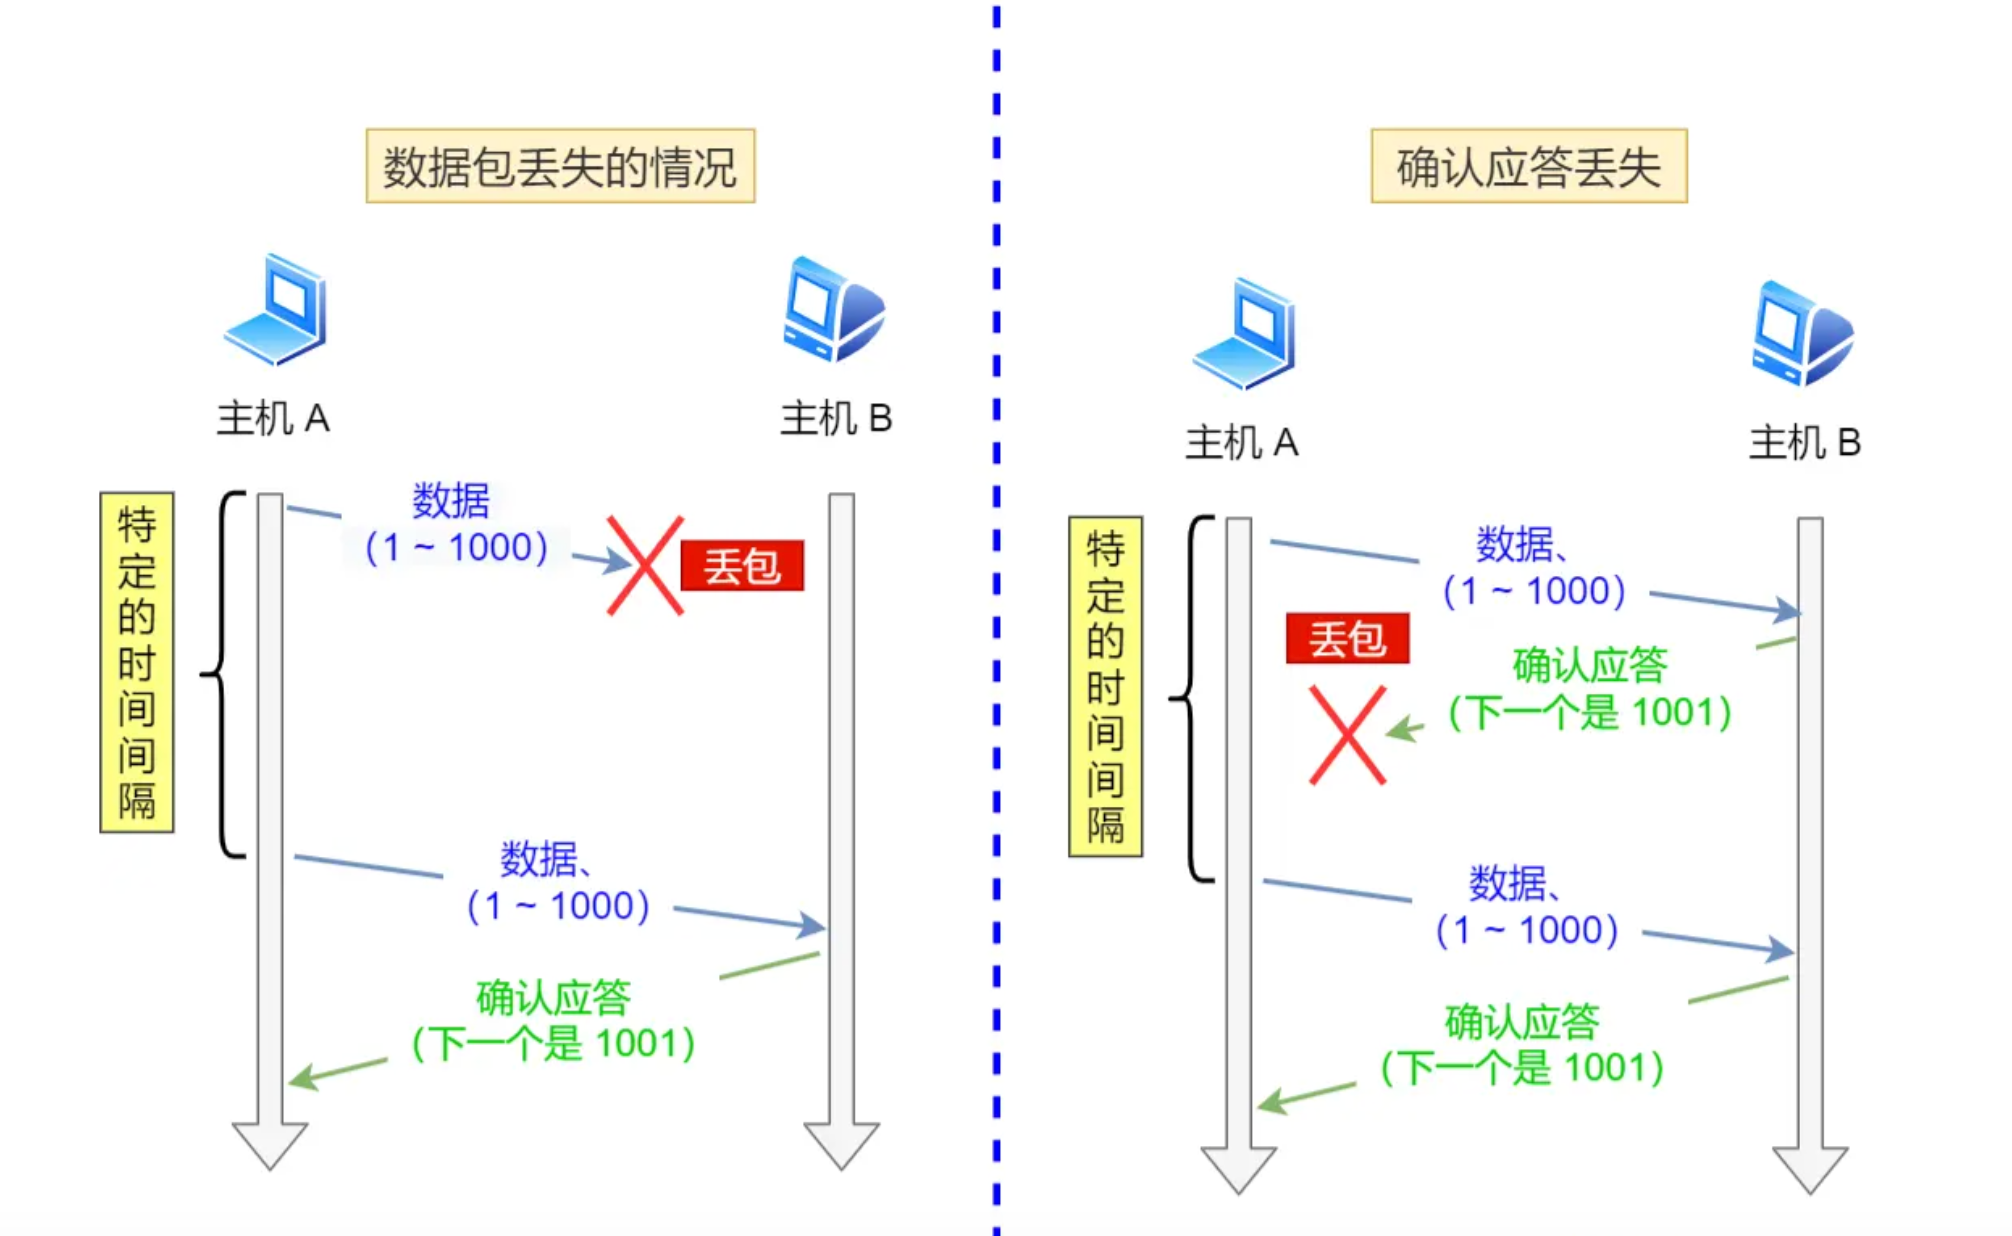 数据包丢失的情况
主机 A
主机 B
特定的时间间隔
数据
（1 ~ 1000）
丢包
数据、
（1 ~ 1000）
确认应答
（下一个是 1001）
确认应答丢失
主机 A
主机 B
特定的时间间隔
数据、
（1 ~ 1000）
丢包
确认应答
（下一个是 1001）
数据、
（1 ~ 1000）
确认应答
（下一个是 1001）